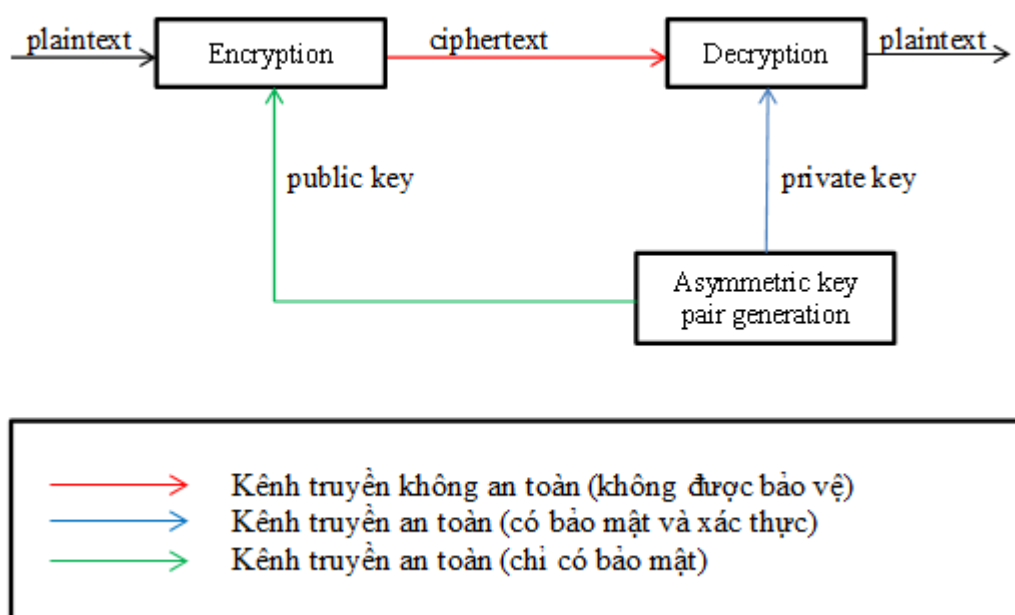 plaintext
Encryption
ciphertext
Decryption
plaintext
public key
private key
Asymmetric key
pair generation
Kênh truyền không an toàn (không được bảo vệ)
Kênh truyền an toàn (có bảo mật và xác thực)
Kênh truyền an toàn (chỉ có bảo mật)